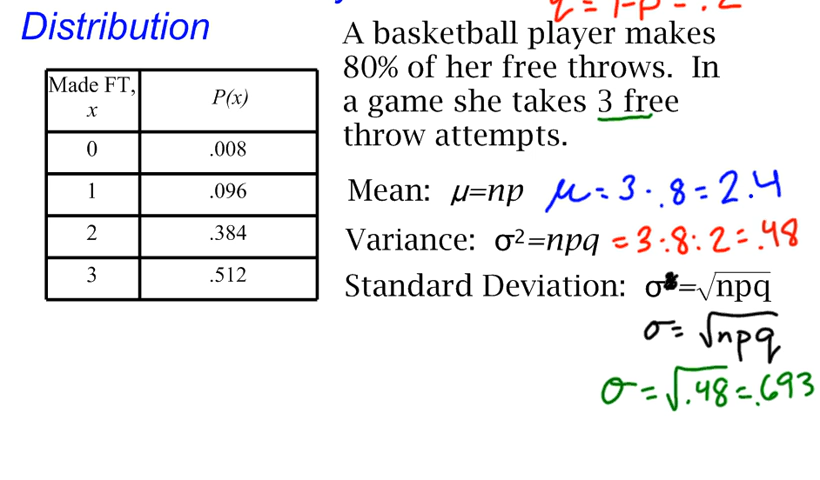 q = 1-p = .2
Distribution
Made FT, x | P(x)
0 | .008
1 | .096
2 | .384
3 | .512
A basketball player makes
80% of her free throws. In
a game she takes 3 free
throw attempts.
Mean: μ=np μ = 3 · .8 = 2.4
Variance: σ²=npq = 3·.8·.2 = .48
Standard Deviation: σ=√npq
σ = √npq
σ = √.48 = .693